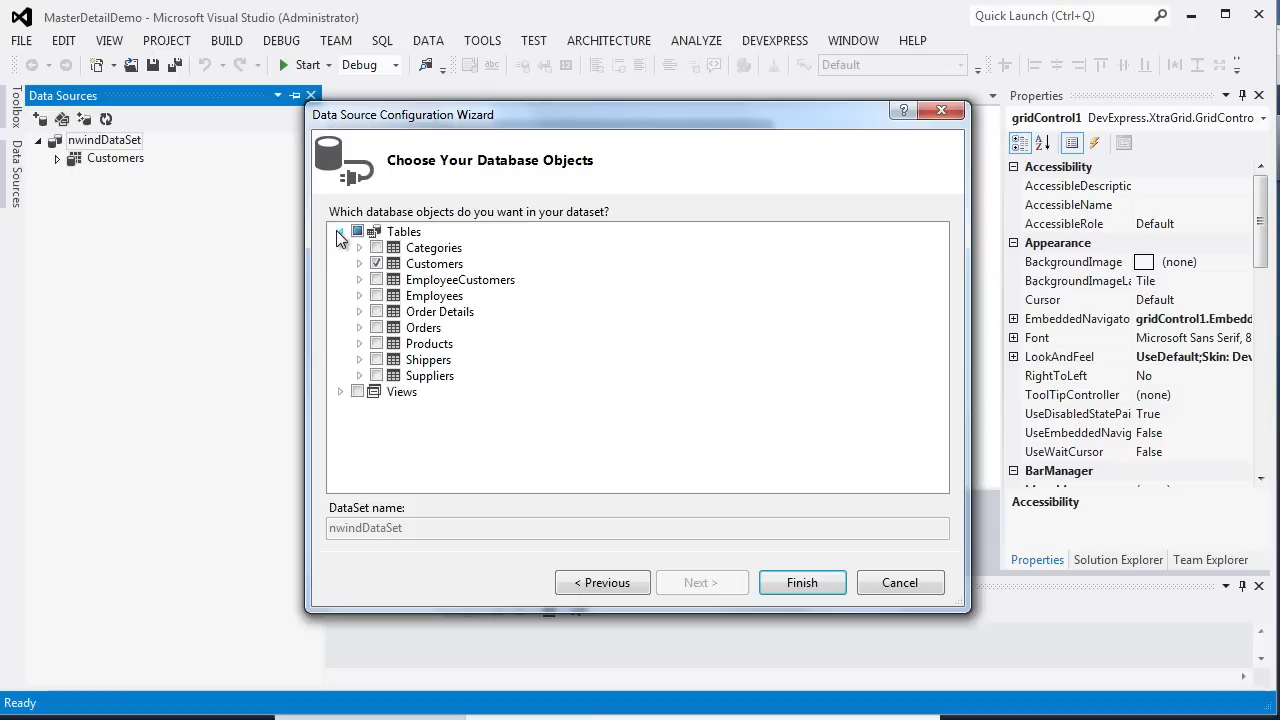 MasterDetailDemo - Microsoft Visual Studio (Administrator)
Quick Launch (Ctrl+Q)
FILE EDIT VIEW PROJECT BUILD DEBUG TEAM SQL DATA TOOLS TEST ARCHITECTURE ANALYZE DEVEXPRESS WINDOW HELP
Start Debug Default
Toolbox
Data Sources
Data Sources
nwindDataSet
Customers
Data Source Configuration Wizard
Choose Your Database Objects
Which database objects do you want in your dataset?
Tables
Categories
Customers
EmployeeCustomers
Employees
Order Details
Orders
Products
Shippers
Suppliers
Views
DataSet name:
nwindDataSet
< Previous Next > Finish Cancel
Properties
gridControl1 DevExpress.XtraGrid.GridContro
Accessibility
AccessibleDescriptio
AccessibleName
AccessibleRole Default
Appearance
BackgroundImage (none)
BackgroundImageLa Tile
Cursor Default
EmbeddedNavigato gridControl1.Embedd
Font Microsoft Sans Serif, 8
LookAndFeel UseDefault;Skin: Dev
RightToLeft No
ToolTipController (none)
UseDisabledStatePai True
UseEmbeddedNavig False
UseWaitCursor False
BarManager
Accessibility
Properties Solution Explorer Team Explorer
Ready